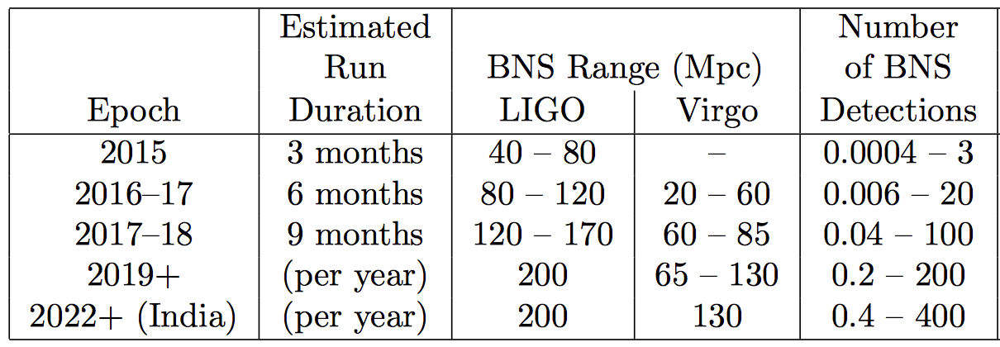 Estimated Number
Run BNS Range (Mpc) of BNS
Epoch Duration LIGO Virgo Detections
2015 3 months 40 – 80 – 0.0004 – 3
2016–17 6 months 80 – 120 20 – 60 0.006 – 20
2017–18 9 months 120 – 170 60 – 85 0.04 – 100
2019+ (per year) 200 65 – 130 0.2 – 200
2022+ (India) (per year) 200 130 0.4 – 400